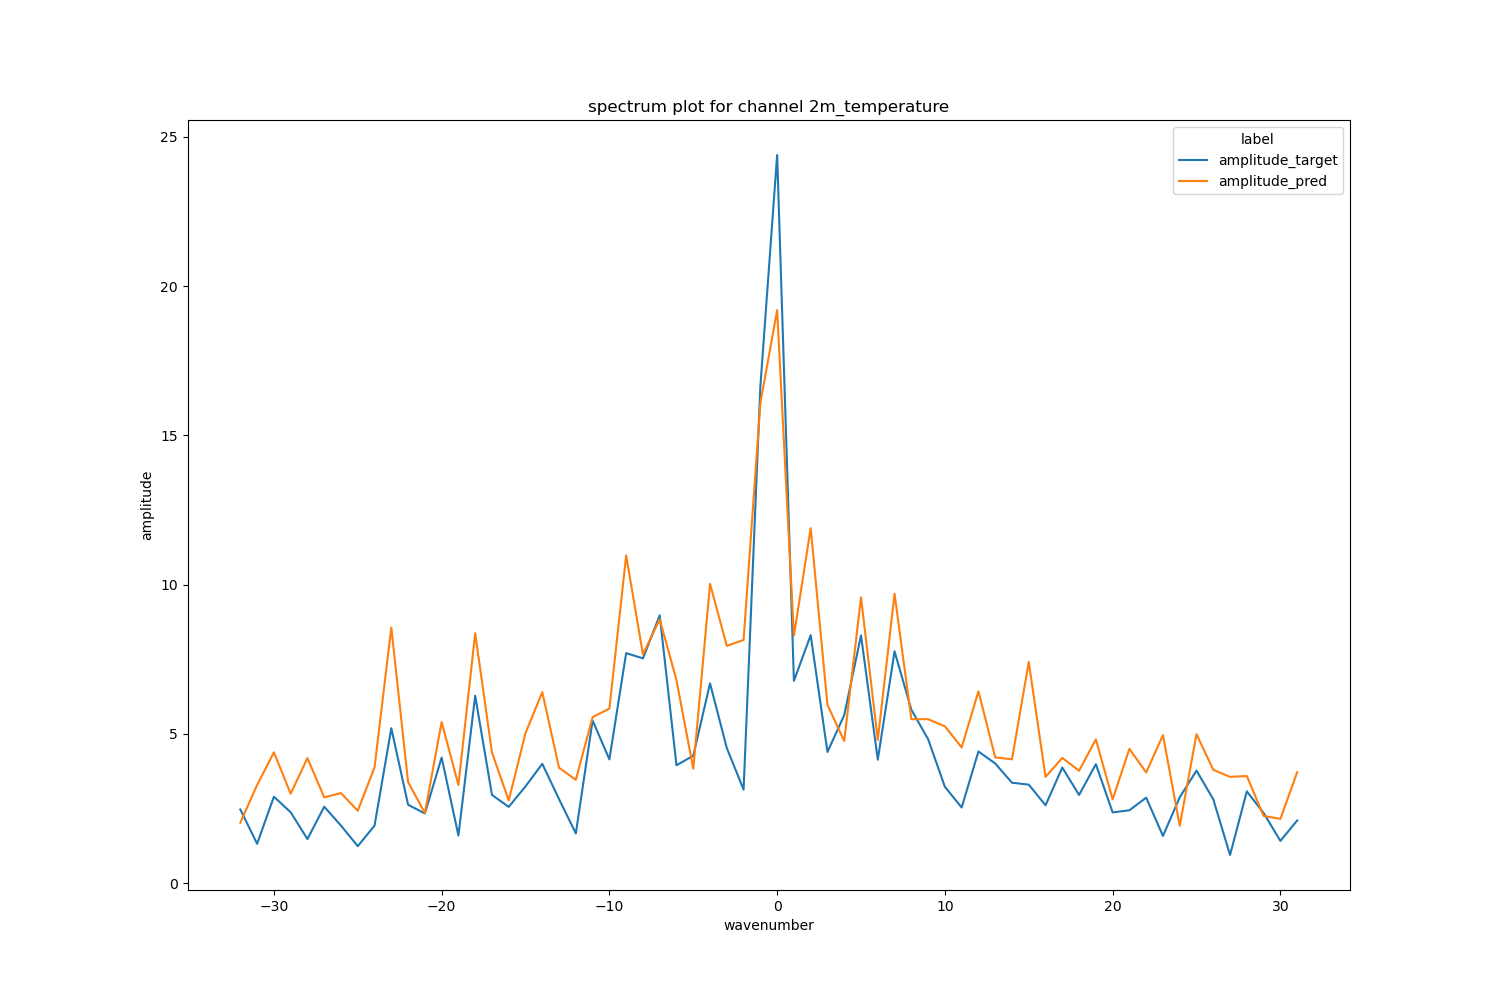 spectrum plot for channel 2m_temperature
label
amplitude_target
amplitude_pred
25
20
15
10
5
0
amplitude
−30
−20
−10
0
10
20
30
wavenumber